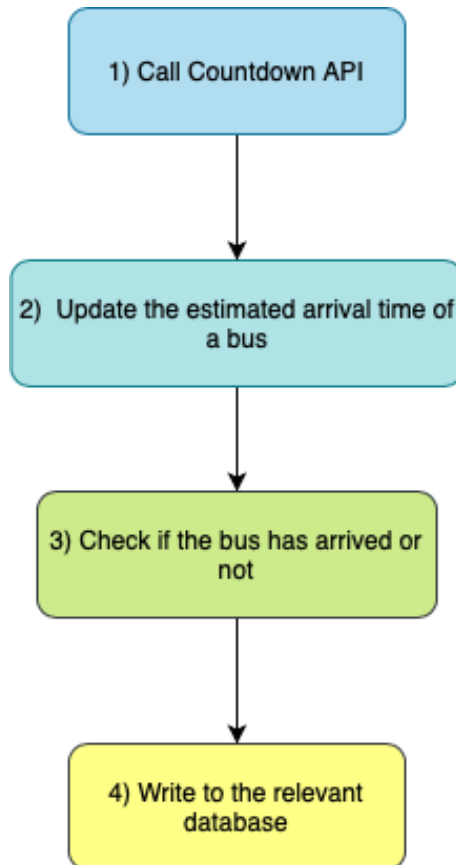 1) Call Countdown API
2)  Update the estimated arrival time of
a bus
3) Check if the bus has arrived or
not
4) Write to the relevant
database